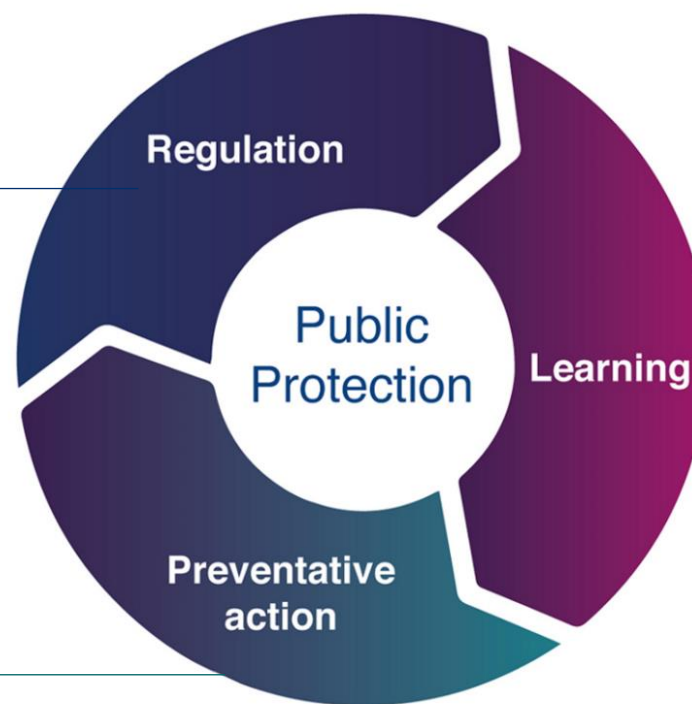 Regulation
Public
Protection
Learning
Preventative
action